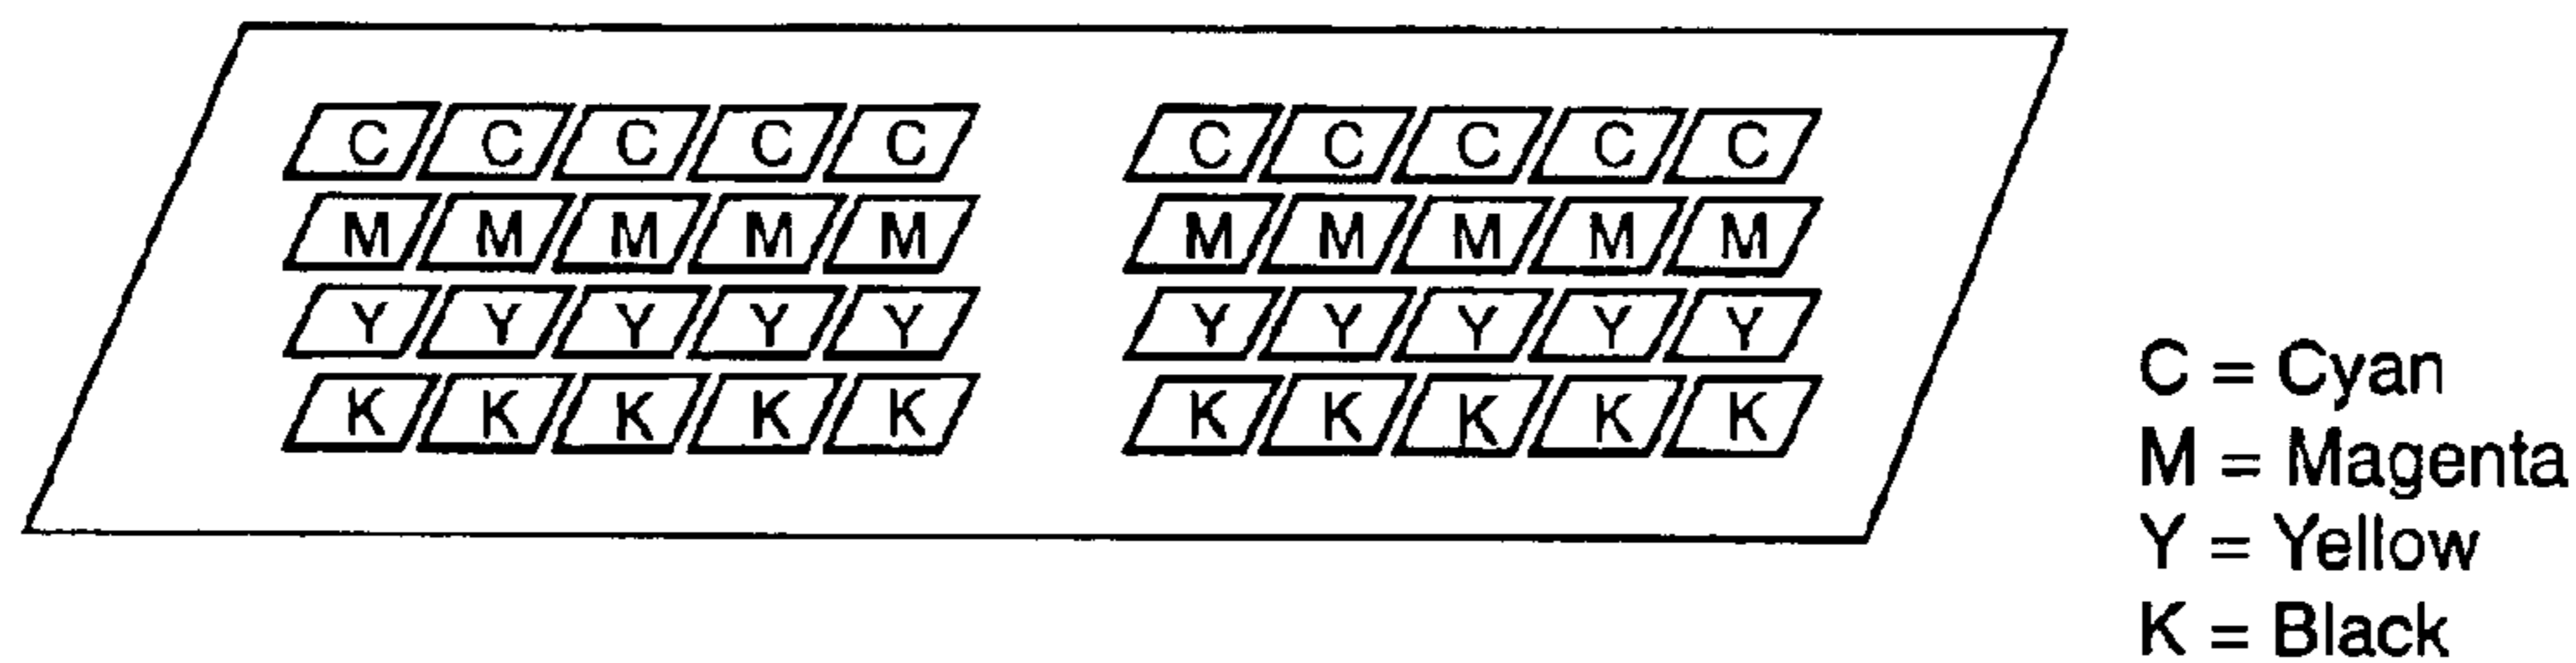 C C C C C C C C C C
M M M M M M M M M M
Y Y Y Y Y Y Y Y Y Y
K K K K K K K K K K
C = Cyan
M = Magenta
Y = Yellow
K = Black